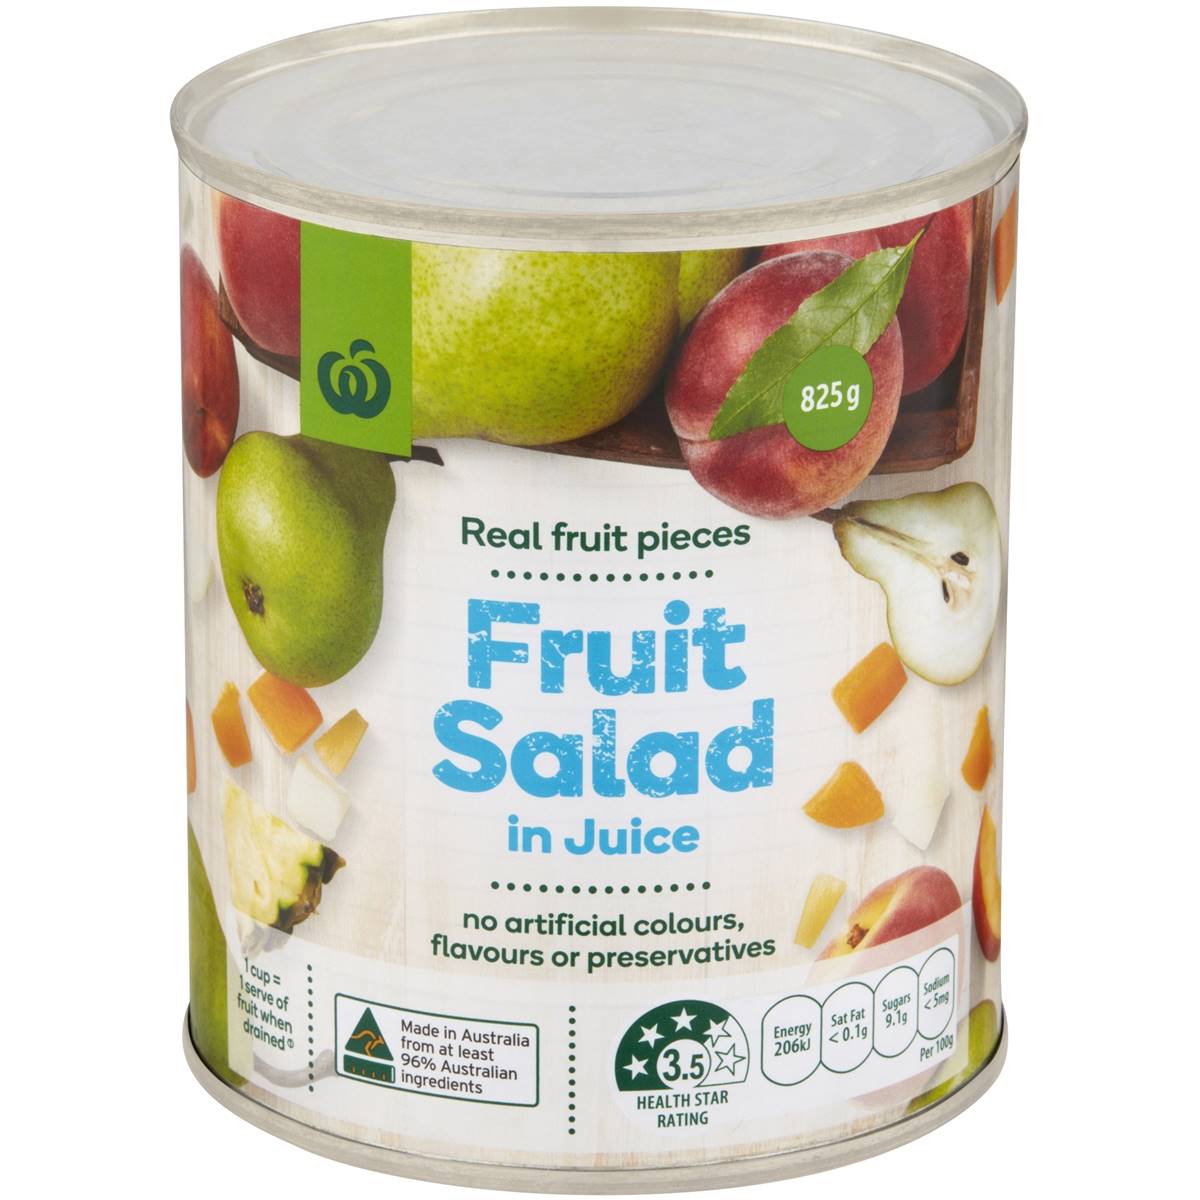 825g
Real fruit pieces
Fruit
Salad
in Juice
no artificial colours,
flavours or preservatives
1 cup =
1 serve of
fruit when
drained
Made in Australia
from at least
96% Australian
ingredients
3.5
HEALTH STAR
RATING
Energy
206kJ
Sat Fat
<0.1g
Sugars
9.1g
Sodium
<5mg
Per 100g